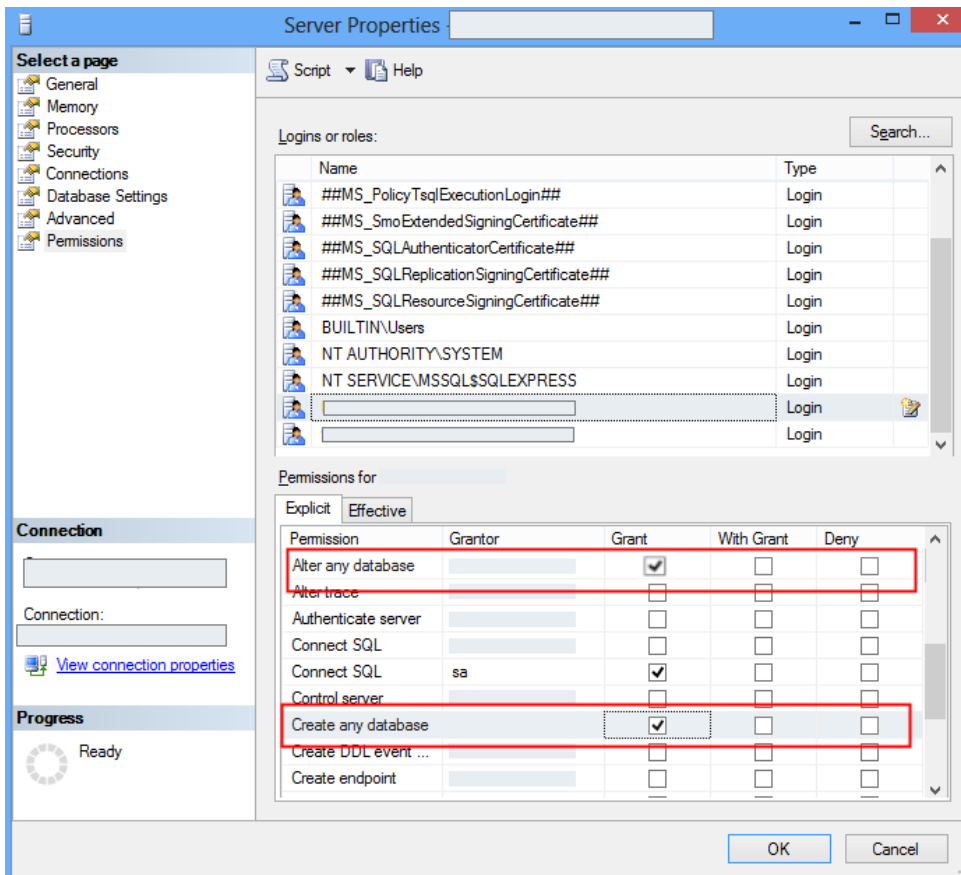 Server Properties -
Select a page
General
Memory
Processors
Security
Connections
Database Settings
Advanced
Permissions
Script Help
Logins or roles:
Search...
Name Type
##MS_PolicyTsqlExecutionLogin## Login
##MS_SmoExtendedSigningCertificate## Login
##MS_SQLAuthenticatorCertificate## Login
##MS_SQLReplicationSigningCertificate## Login
##MS_SQLResourceSigningCertificate## Login
BUILTIN\Users Login
NT AUTHORITY\SYSTEM Login
NT SERVICE\MSSQL$SQLEXPRESS Login
Login
Login
Permissions for
Explicit Effective
Permission Grantor Grant With Grant Deny
Alter any database
Alter trace
Authenticate server
Connect SQL
Connect SQL sa
Control server
Create any database
Create DDL event ...
Create endpoint
Connection
Connection:
View connection properties
Progress
Ready
OK Cancel